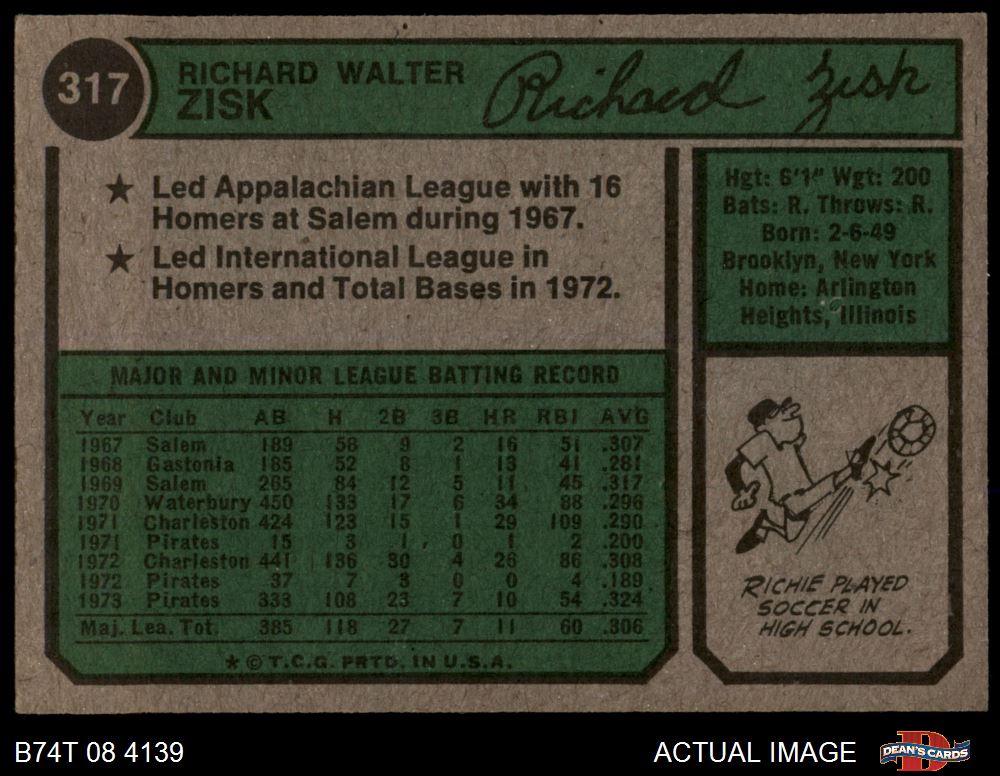 317
RICHARD WALTER
ZISK
Richard Zisk
★ Led Appalachian League with 16
Homers at Salem during 1967.
★ Led International League in
Homers and Total Bases in 1972.
Hgt: 6'1" Wgt: 200
Bats: R. Throws: R.
Born: 2-6-49
Brooklyn, New York
Home: Arlington
Heights, Illinois
MAJOR AND MINOR LEAGUE BATTING RECORD
Year Club AB H 2B 3B HR RBI AVG
1967 Salem 189 58 9 2 16 51 .307
1968 Gastonia 185 52 8 1 13 41 .281
1969 Salem 265 84 12 5 11 45 .317
1970 Waterbury 450 133 17 6 34 88 .296
1971 Charleston 424 123 15 1 29 109 .290
1971 Pirates 15 3 1 0 1 2 .200
1972 Charleston 441 136 30 4 26 86 .308
1972 Pirates 37 7 3 0 0 4 .189
1973 Pirates 333 108 23 7 10 54 .324
Maj. Lea. Tot. 385 118 27 7 11 60 .306
★ © T.C.G. PRTD. IN U.S.A.
RICHIE PLAYED
SOCCER IN
HIGH SCHOOL.
B74T 08 4139
ACTUAL IMAGE
D
DEAN'S CARDS